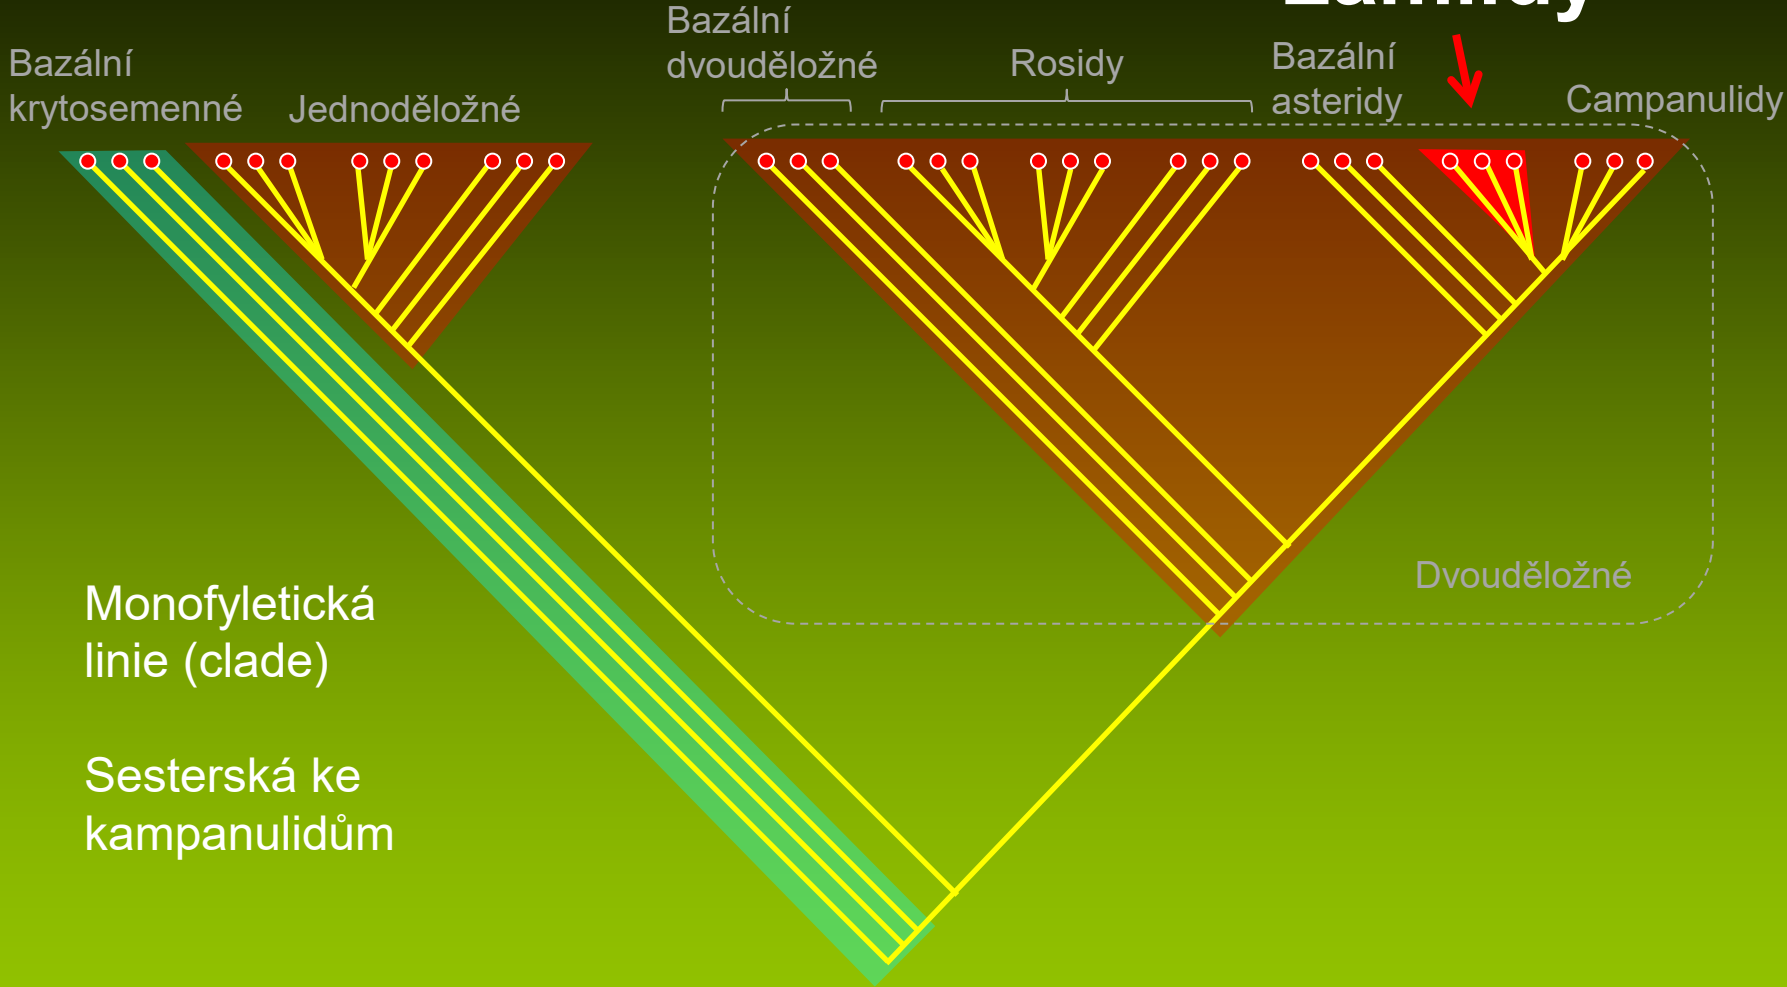 Bazální
krytosemenné
Jednoděložné
Bazální
dvouděložné
Rosidy
Bazální
asteridy
Campanulidy
Dvouděložné
Monofyletická
linie (clade)
Sesterská ke
kampanulidům